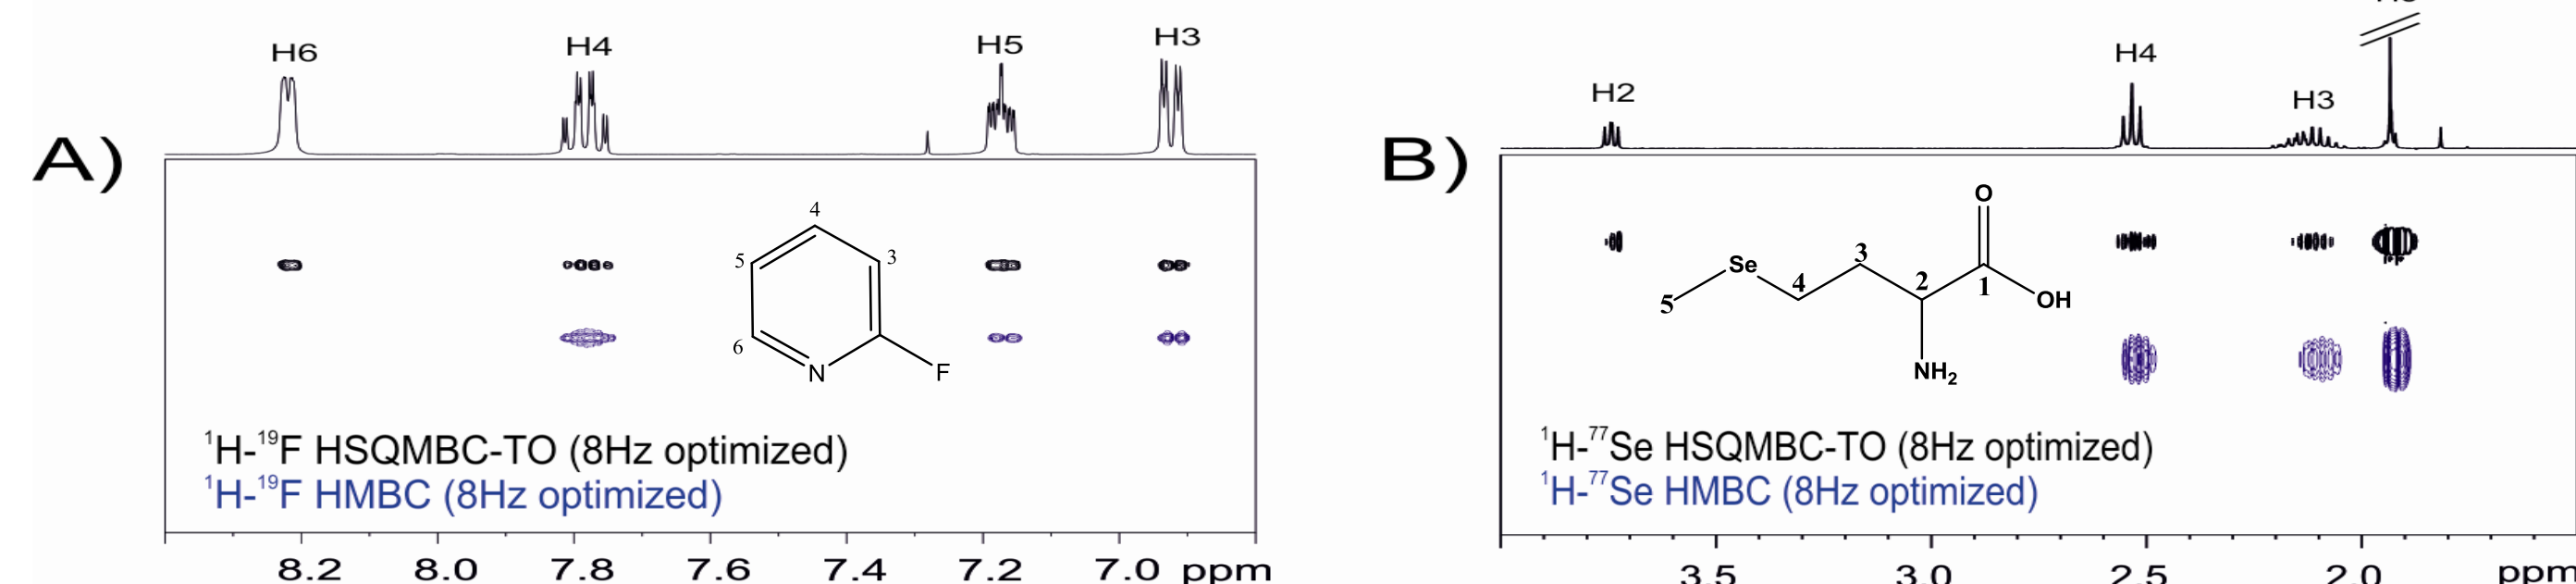 A)
H6 H4 H5 H3
4
5 3
6
N F
¹H-¹⁹F HSQMBC-TO (8Hz optimized)
¹H-¹⁹F HMBC (8Hz optimized)
8.2 8.0 7.8 7.6 7.4 7.2 7.0 ppm
B)
H2 H4 H3
O
Se 3 2
5 4 1 OH
NH₂
¹H-⁷⁷Se HSQMBC-TO (8Hz optimized)
¹H-⁷⁷Se HMBC (8Hz optimized)
3.5 3.0 2.5 2.0 ppm